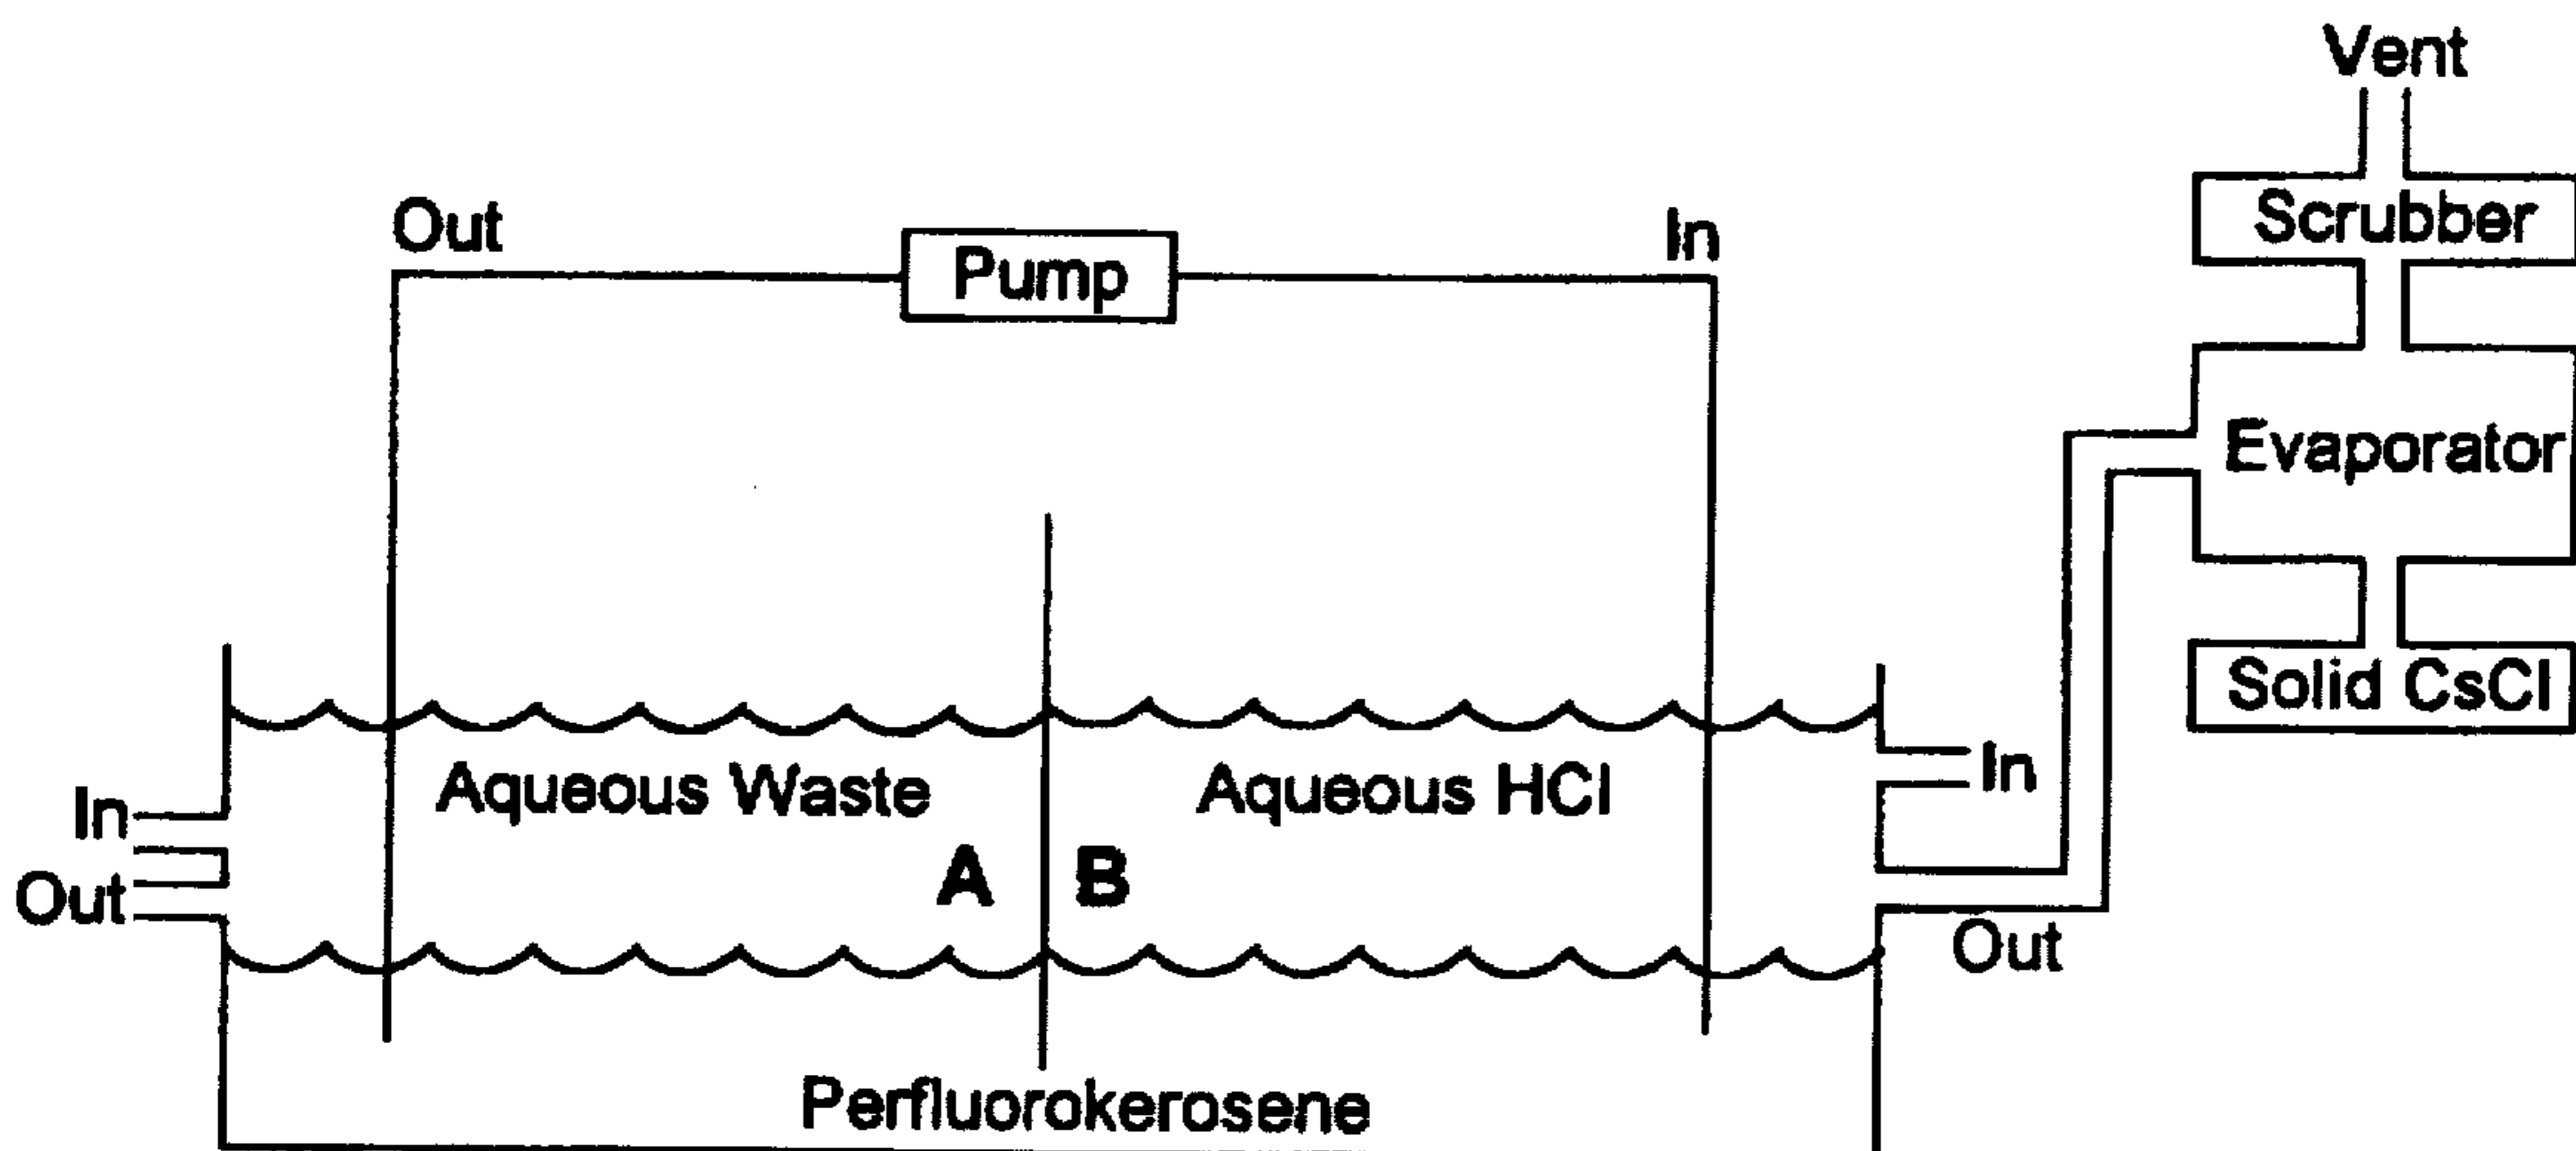 Vent
Out
Pump
In
Scrubber
Evaporator
Solid CsCl
Aqueous Waste
Aqueous HCl
In
In
Out
A
B
Out
Perfluorokerosene